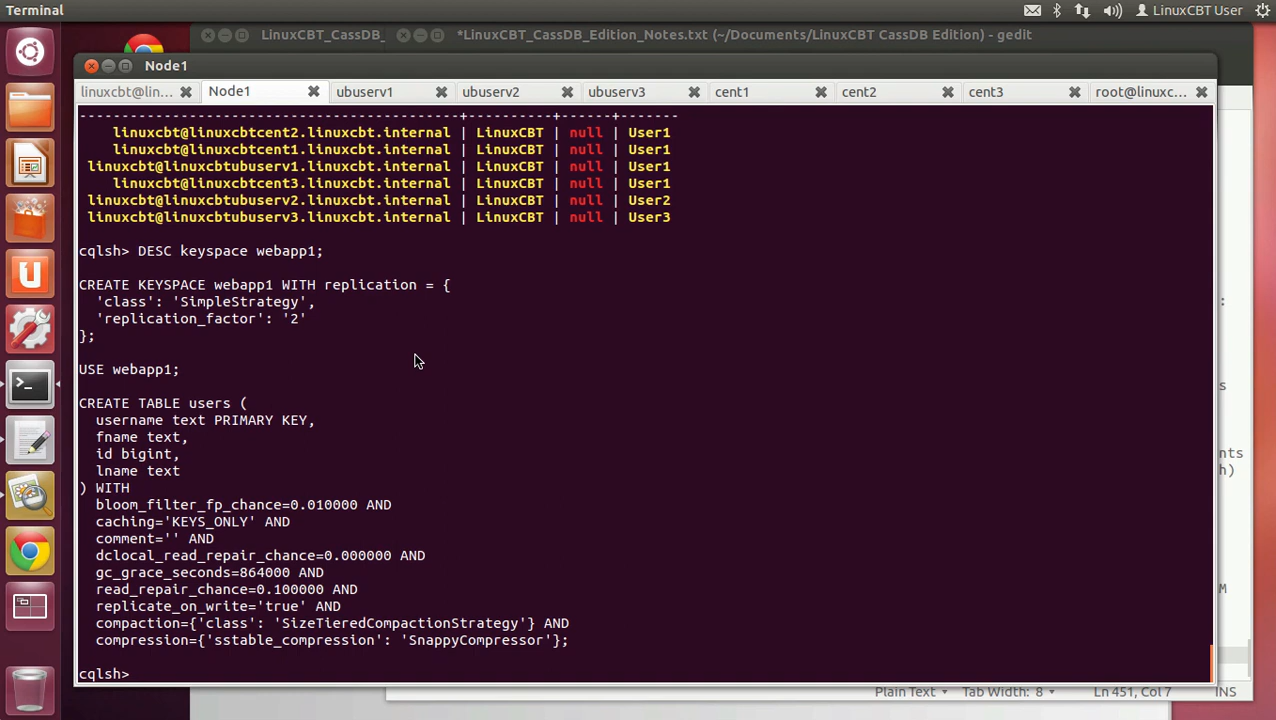 Terminal
LinuxCBT User
LinuxCBT_CassDB_
*LinuxCBT_CassDB_Edition_Notes.txt (~/Documents/LinuxCBT CassDB Edition) - gedit
Node1
linuxcbt@lin...
Node1
ubuserv1
ubuserv2
ubuserv3
cent1
cent2
cent3
root@linuxc...
--------------------------------------------+----------+------+-------
linuxcbt@linuxcbtcent2.linuxcbt.internal | LinuxCBT | null | User1
linuxcbt@linuxcbtcent1.linuxcbt.internal | LinuxCBT | null | User1
linuxcbt@linuxcbtubuserv1.linuxcbt.internal | LinuxCBT | null | User1
linuxcbt@linuxcbtcent3.linuxcbt.internal | LinuxCBT | null | User1
linuxcbt@linuxcbtubuserv2.linuxcbt.internal | LinuxCBT | null | User2
linuxcbt@linuxcbtubuserv3.linuxcbt.internal | LinuxCBT | null | User3
cqlsh> DESC keyspace webapp1;
CREATE KEYSPACE webapp1 WITH replication = {
'class': 'SimpleStrategy',
'replication_factor': '2'
};
USE webapp1;
CREATE TABLE users (
username text PRIMARY KEY,
fname text,
id bigint,
lname text
) WITH
bloom_filter_fp_chance=0.010000 AND
caching='KEYS_ONLY' AND
comment='' AND
dclocal_read_repair_chance=0.000000 AND
gc_grace_seconds=864000 AND
read_repair_chance=0.100000 AND
replicate_on_write='true' AND
compaction={'class': 'SizeTieredCompactionStrategy'} AND
compression={'sstable_compression': 'SnappyCompressor'};
cqlsh>
:
s
nts
h)
M
Plain Text
Tab Width: 8
Ln 451, Col 7
INS